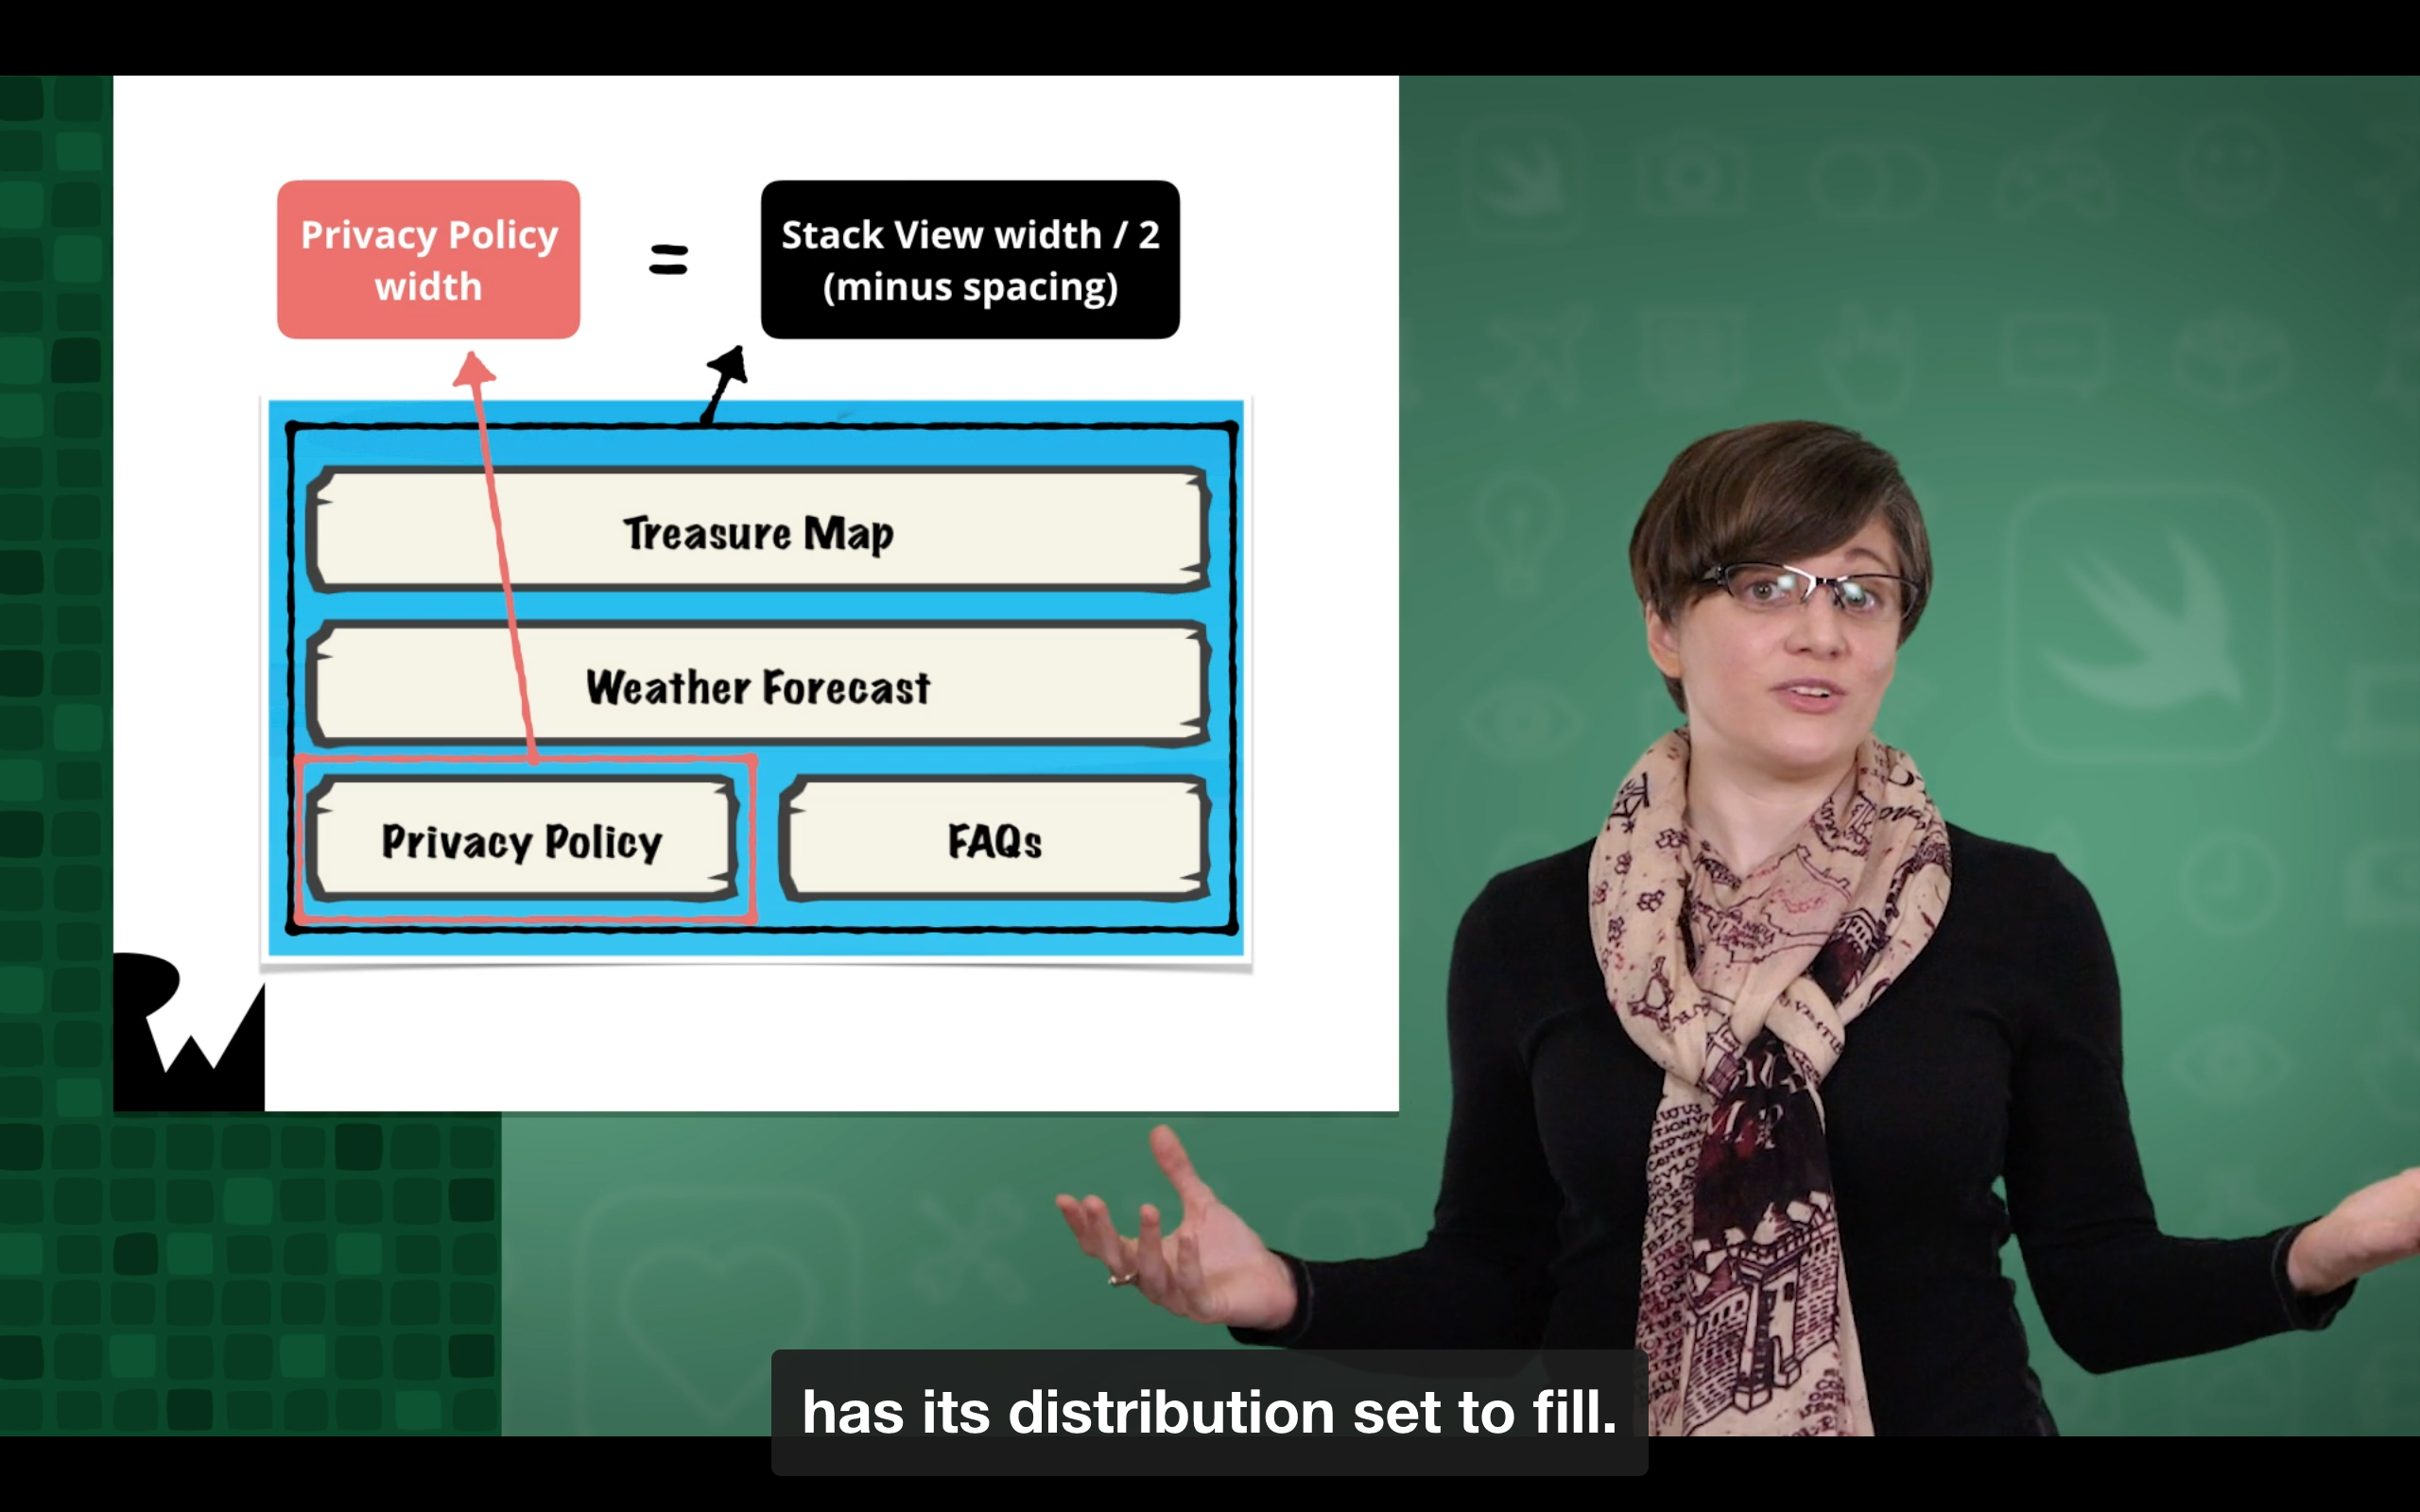 Privacy Policy
width
=
Stack View width / 2
(minus spacing)
Treasure Map
Weather Forecast
Privacy Policy
FAQs
RW
has its distribution set to fill.